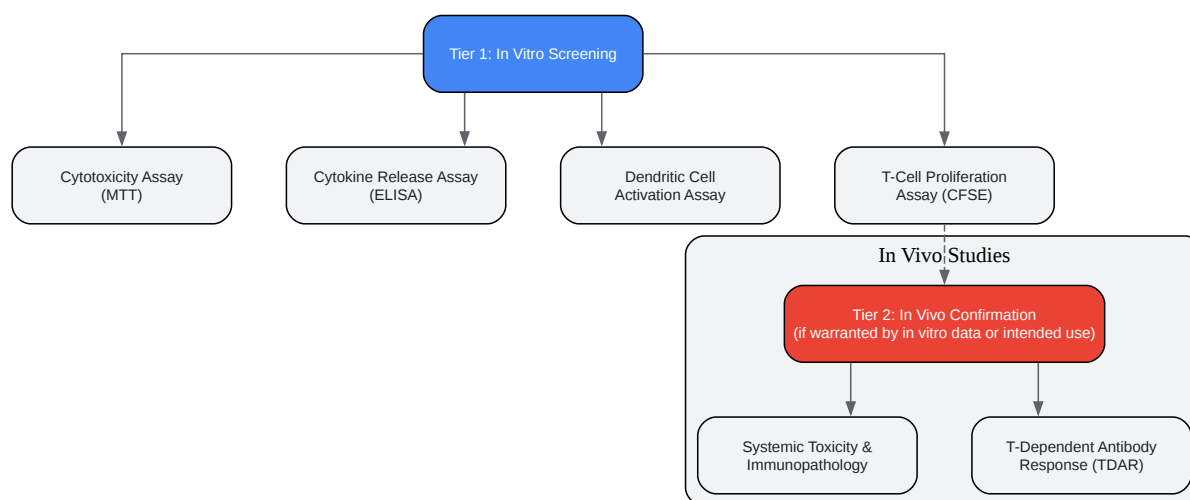 Tier 1: In Vitro Screening
Cytotoxicity Assay
(MTT)
Cytokine Release Assay
(ELISA)
Dendritic Cell
Activation Assay
T-Cell Proliferation
Assay (CFSE)
In Vivo Studies
Tier 2: In Vivo Confirmation
(if warranted by in vitro data or intended use)
Systemic Toxicity &
Immunopathology
T-Dependent Antibody
Response (TDAR)